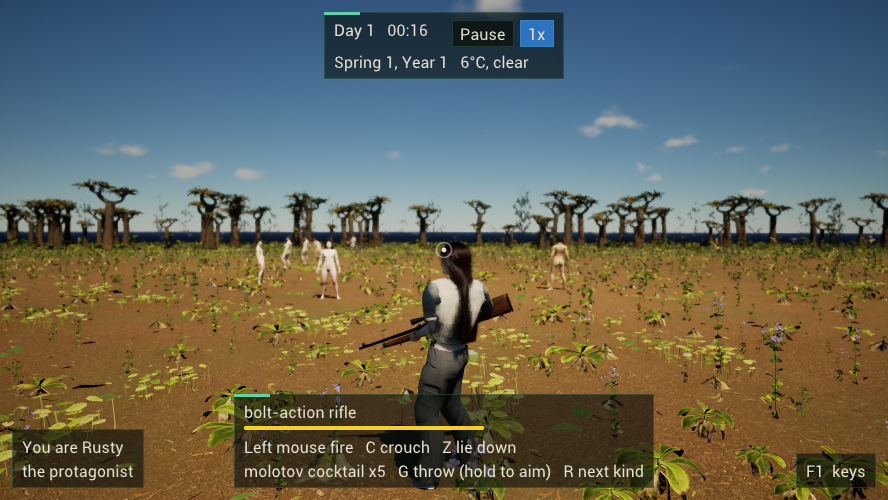 Day 1 00:16 Pause 1x
Spring 1, Year 1 6°C, clear
bolt-action rifle
Left mouse fire C crouch Z lie down
molotov cocktail x5 G throw (hold to aim) R next kind
You are Rusty
the protagonist
F1 keys